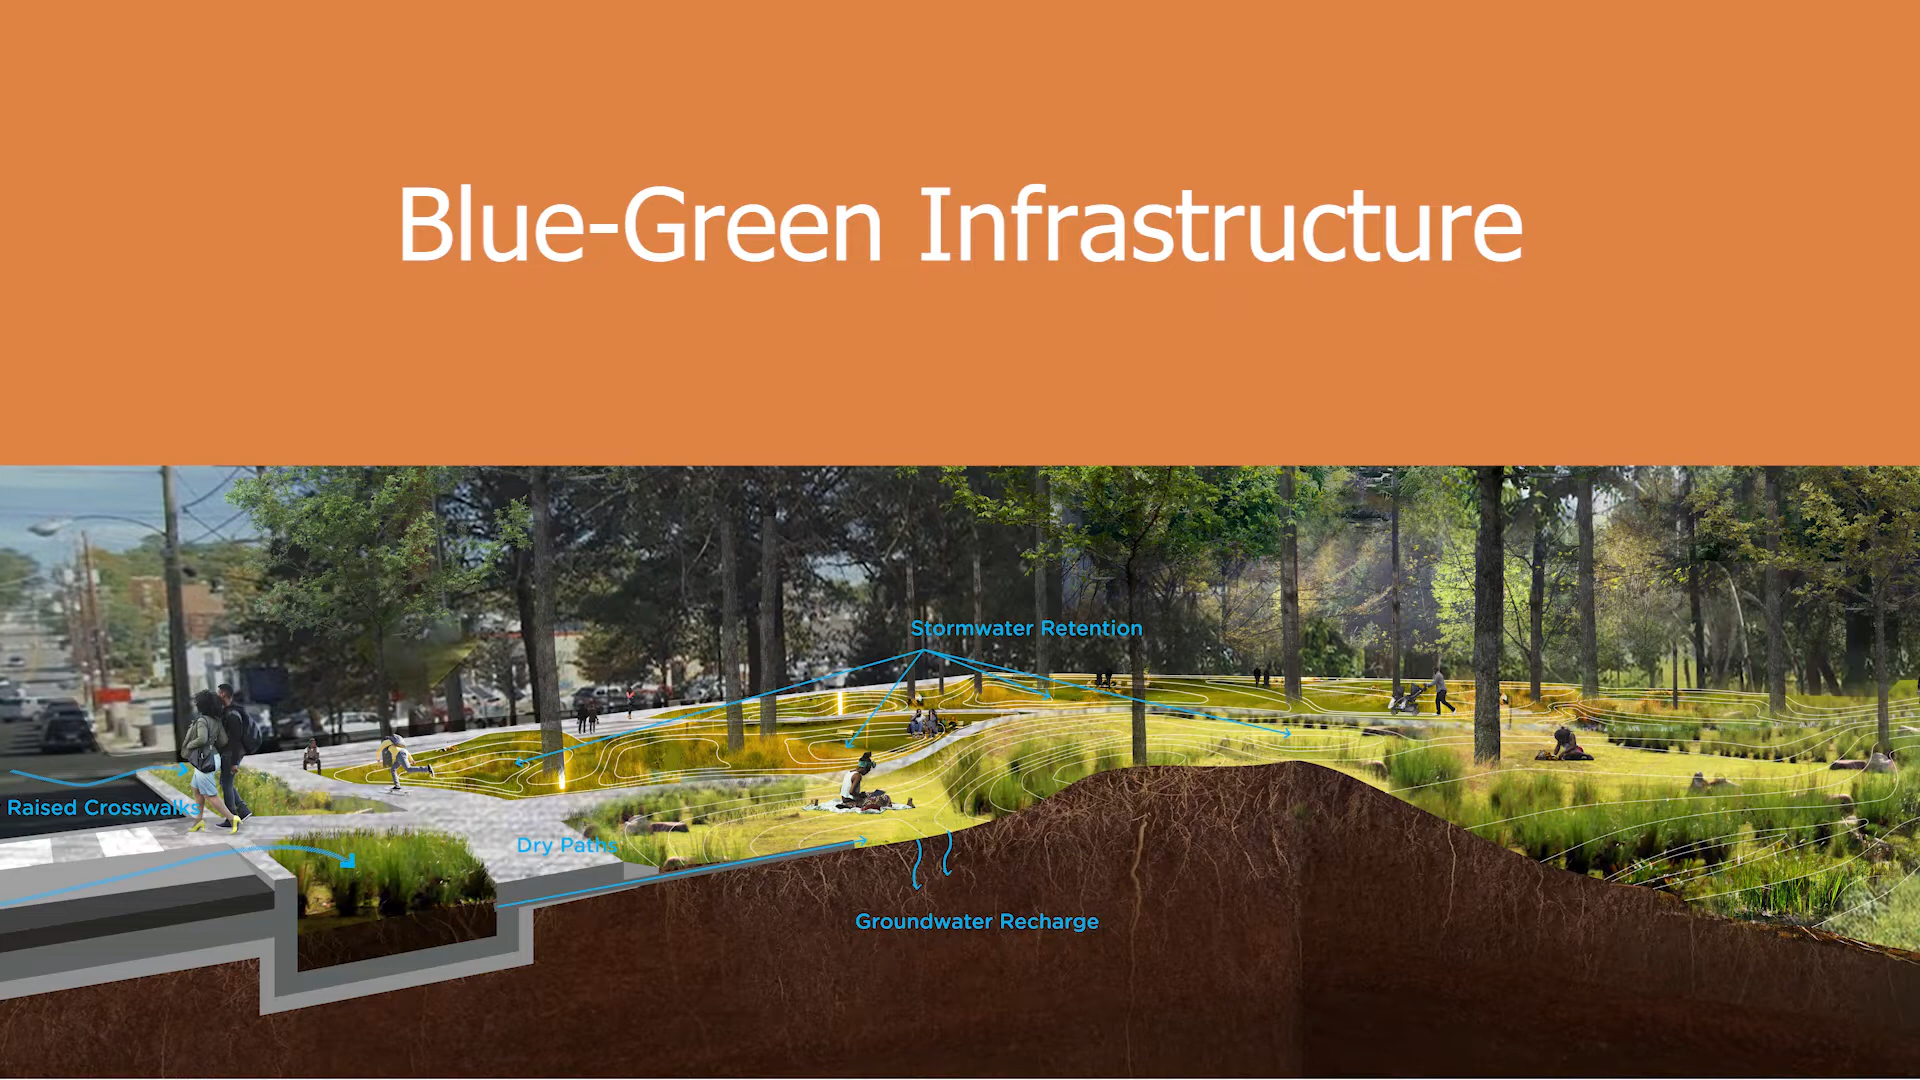 Blue-Green Infrastructure
Stormwater Retention
Raised Crosswalks
Dry Paths
Groundwater Recharge